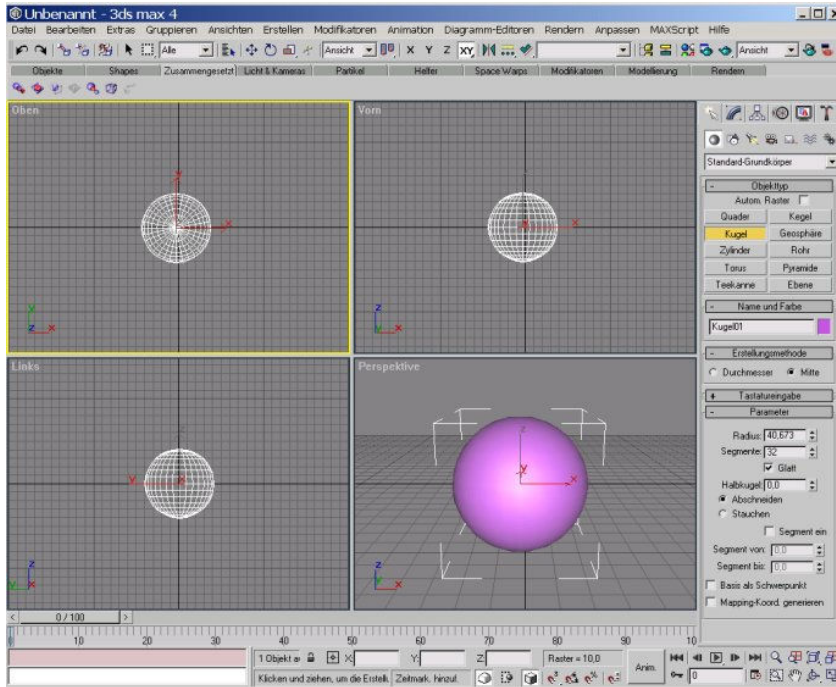 Unbenannt - 3ds max 4
Datei Bearbeiten Extras Gruppieren Ansichten Erstellen Modifikatoren Animation Diagramm-Editoren Rendern Anpassen MAXScript Hilfe
Alle Ansicht X Y Z XY Ansicht
Objekte Shapes Zusammengesetzt Licht & Kameras Partikel Helfer Space Warps Modifikatoren Modellierung Rendern
Oben
Vorn
Links
Perspektive
Standard-Grundkörper
- Objekttyp
Autom. Raster
Quader Kegel
Kugel Geosphäre
Zylinder Rohr
Torus Pyramide
Teekanne Ebene
- Name und Farbe
Kugel01
- Erstellungsmethode
Durchmesser Mitte
+ Tastatureingabe
- Parameter
Radius: 40,673
Segmente: 32
Glatt
Halbkugel: 0,0
Abschneiden
Stauchen
Segment ein
Segment von: 0,0
Segment bis: 0,0
Basis als Schwerpunkt
Mapping-Koord. generieren
< 0 / 100 >
0 10 20 30 40 50 60 70 80 90 10
1 Objekt a X: Y: Z: Raster = 10,0 Anim. 0
Klicken und ziehen, um die Erstell Zeitmark. hinzuf.